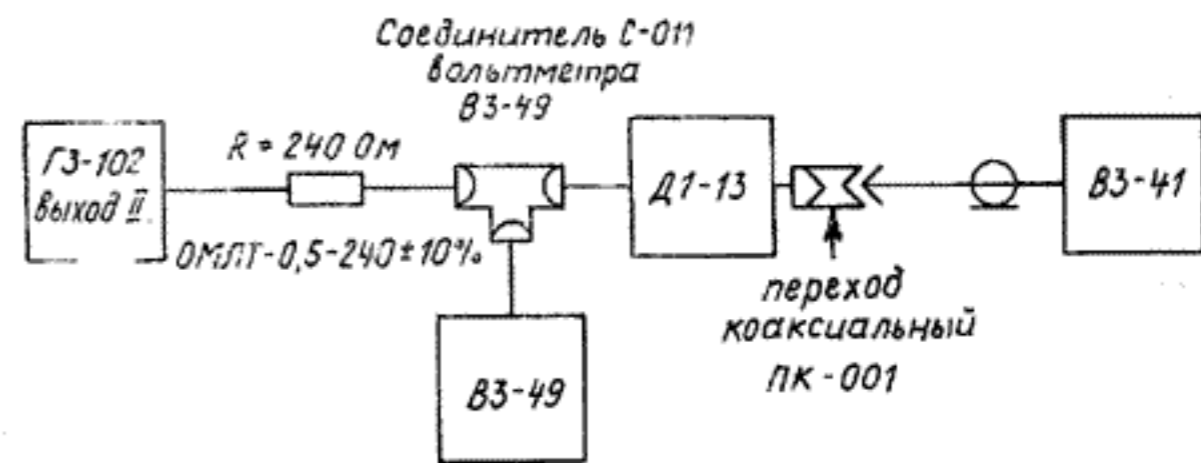 Соединитель С-011
вольтметра
В3-49
Г3-102
выход II.
R = 240 Ом
ОМЛТ-0,5-240±10%
Д1-13
В3-41
переход
коаксиальный
ПК-001
В3-49